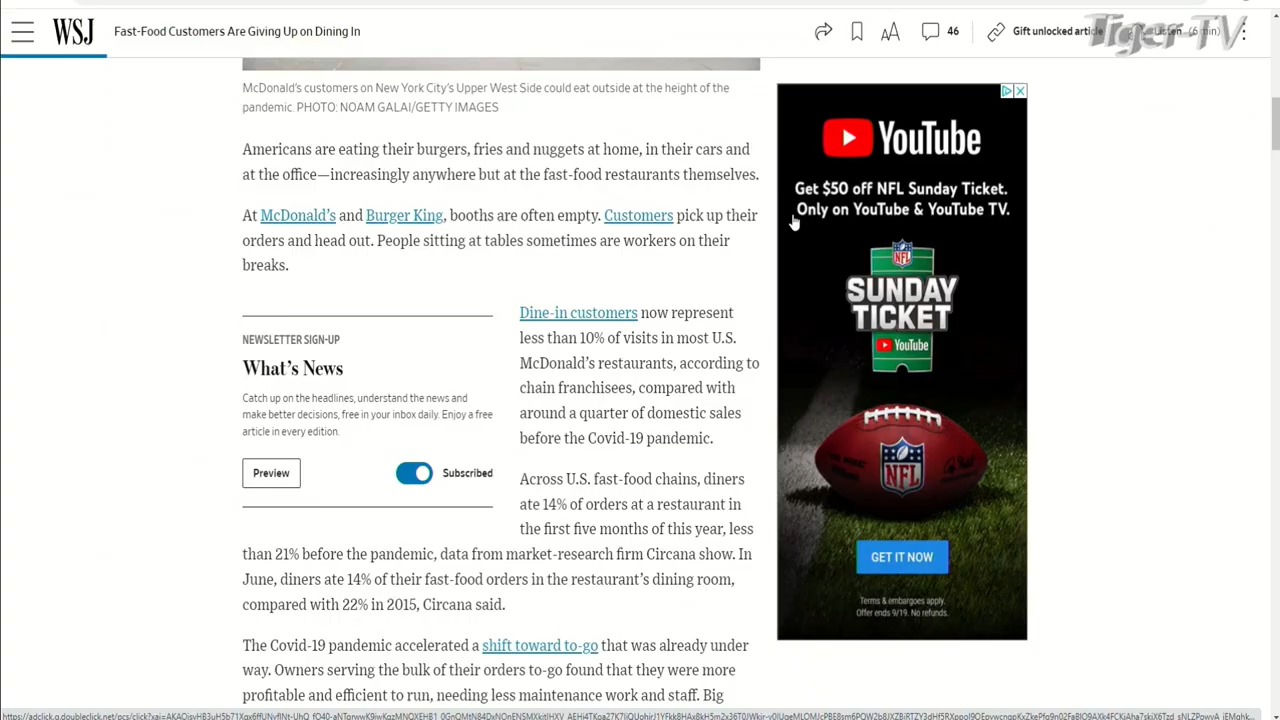 WSJ
Fast-Food Customers Are Giving Up on Dining In
46
Gift unlocked article
Listen (6 min)
Tiger-TV
McDonald's customers on New York City's Upper West Side could eat outside at the height of the
pandemic. PHOTO: NOAM GALAI/GETTY IMAGES
Americans are eating their burgers, fries and nuggets at home, in their cars and
at the office—increasingly anywhere but at the fast-food restaurants themselves.
At McDonald's and Burger King, booths are often empty. Customers pick up their
orders and head out. People sitting at tables sometimes are workers on their
breaks.
NEWSLETTER SIGN-UP
What's News
Catch up on the headlines, understand the news and
make better decisions, free in your inbox daily. Enjoy a free
article in every edition.
Preview
Subscribed
Dine-in customers now represent
less than 10% of visits in most U.S.
McDonald's restaurants, according to
chain franchisees, compared with
around a quarter of domestic sales
before the Covid-19 pandemic.
Across U.S. fast-food chains, diners
ate 14% of orders at a restaurant in
the first five months of this year, less
than 21% before the pandemic, data from market-research firm Circana show. In
June, diners ate 14% of their fast-food orders in the restaurant's dining room,
compared with 22% in 2015, Circana said.
The Covid-19 pandemic accelerated a shift toward to-go that was already under
way. Owners serving the bulk of their orders to-go found that they were more
profitable and efficient to run, needing less maintenance work and staff. Big
YouTube
Get $50 off NFL Sunday Ticket.
Only on YouTube & YouTube TV.
NFL
SUNDAY
TICKET
YouTube
NFL
GET IT NOW
Terms & embargoes apply.
Offer ends 9/19. No refunds.